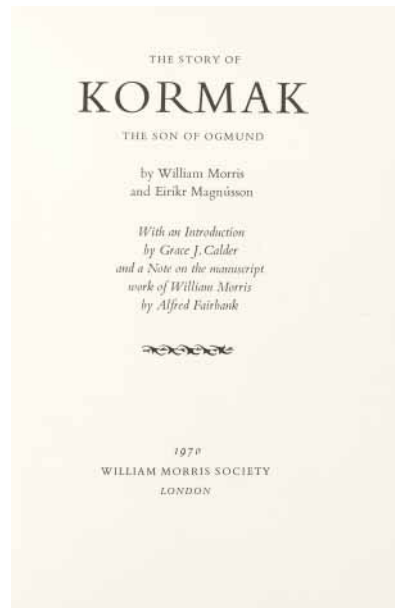 THE STORY OF
KORMAK
THE SON OF OGMUND
by William Morris
and Eiríkr Magnússon
With an Introduction
by Grace J. Calder
and a Note on the manuscript
work of William Morris
by Alfred Fairbank
1970
WILLIAM MORRIS SOCIETY
LONDON